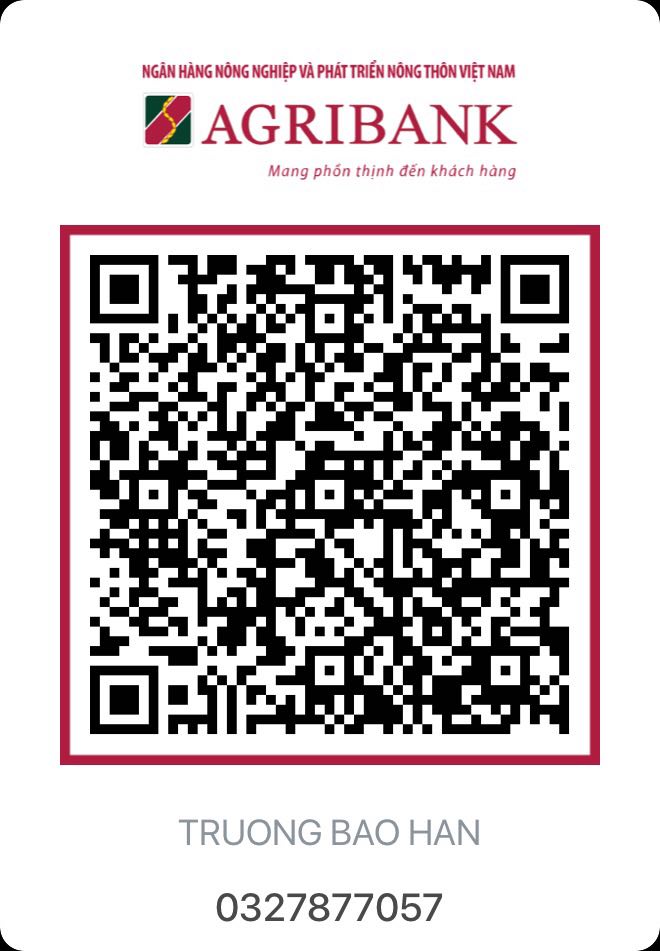 NGÂN HÀNG NÔNG NGHIỆP VÀ PHÁT TRIỂN NÔNG THÔN VIỆT NAM
AGRIBANK
Mang phồn thịnh đến khách hàng
TRUONG BAO HAN
0327877057